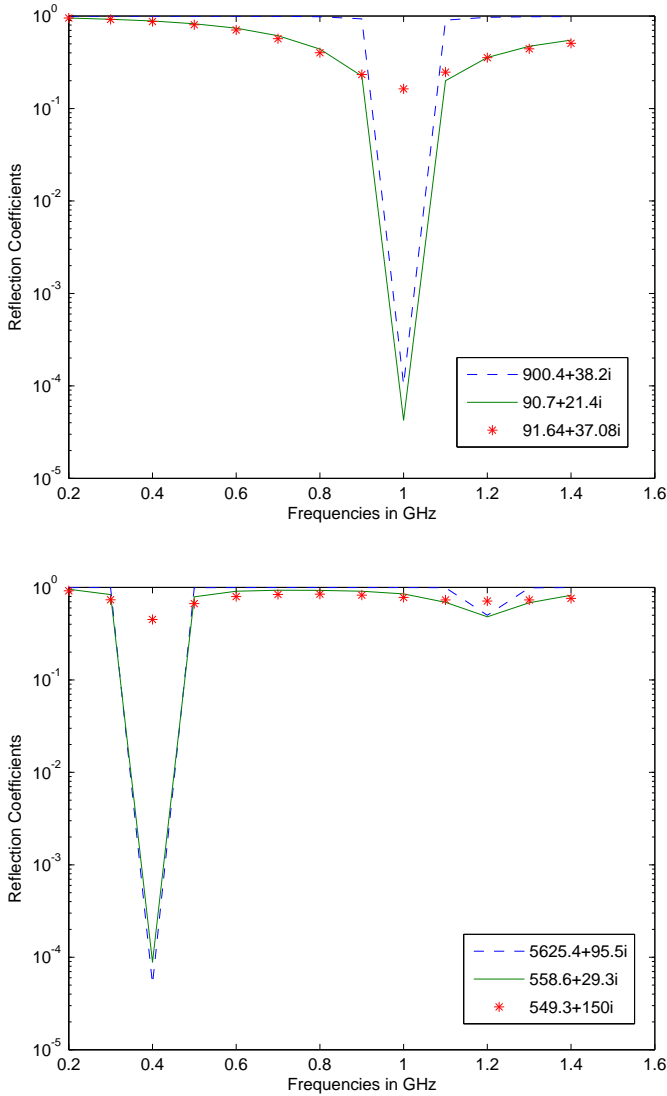 10^0
10^-1
10^-2
10^-3
10^-4
10^-5
Reflection Coefficients
900.4+38.2i
90.7+21.4i
91.64+37.08i
0.2 0.4 0.6 0.8 1 1.2 1.4 1.6
Frequencies in GHz
10^0
10^-1
10^-2
10^-3
10^-4
10^-5
Reflection Coefficients
5625.4+95.5i
558.6+29.3i
549.3+150i
0.2 0.4 0.6 0.8 1 1.2 1.4 1.6
Frequencies in GHz